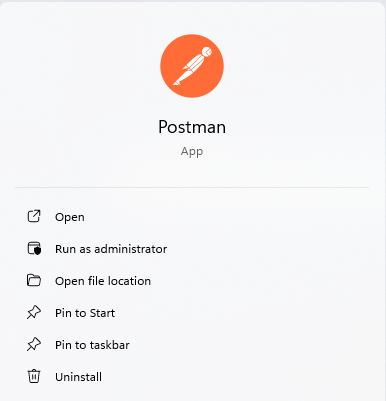 Postman
App
Open
Run as administrator
Open file location
Pin to Start
Pin to taskbar
Uninstall